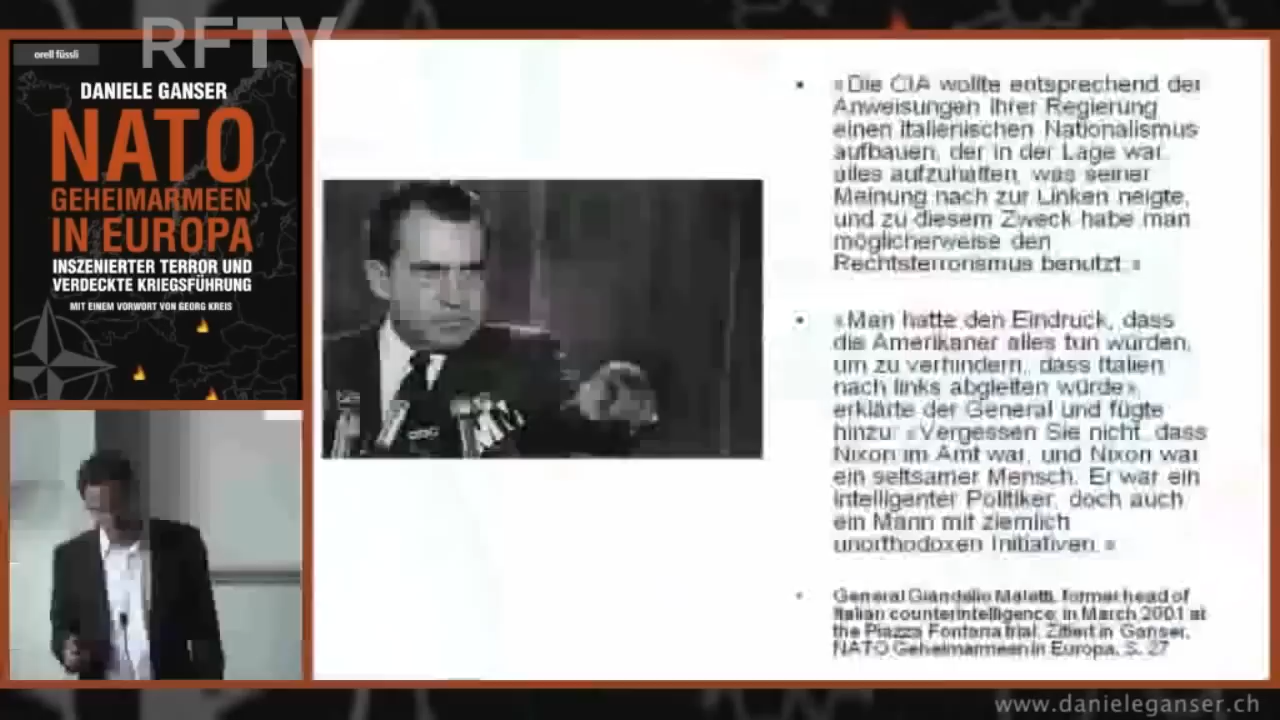 RFTV
orell füssli
DANIELE GANSER
NATO
GEHEIMARMEEN
IN EUROPA
INSZENIERTER TERROR UND
VERDECKTE KRIEGSFÜHRUNG
MIT EINEM VORWORT VON GEORG KREIS
• «Die CIA wollte entsprechend der
Anweisungen ihrer Regierung
einen italienischen Nationalismus
aufbauen, der in der Lage war,
alles aufzuhalten, was seiner
Meinung nach zur Linken neigte,
und zu diesem Zweck habe man
möglicherweise den
Rechtsterrorismus benutzt.»
• «Man hatte den Eindruck, dass
die Amerikaner alles tun würden,
um zu verhindern, dass Italien
nach links abgleiten würde»,
erklärte der General und fügte
hinzu: «Vergessen Sie nicht, dass
Nixon im Amt war, und Nixon war
ein seltsamer Mensch. Er war ein
intelligenter Politiker, doch auch
ein Mann mit ziemlich
unorthodoxen Initiativen.»
• General Giandelio Maletti, former head of
Italian counterintelligence, in March 2001 at
the Piazza Fontana trial. Zitiert in Ganser,
NATO Geheimarmeen in Europa, S. 27
www.danieleganser.ch